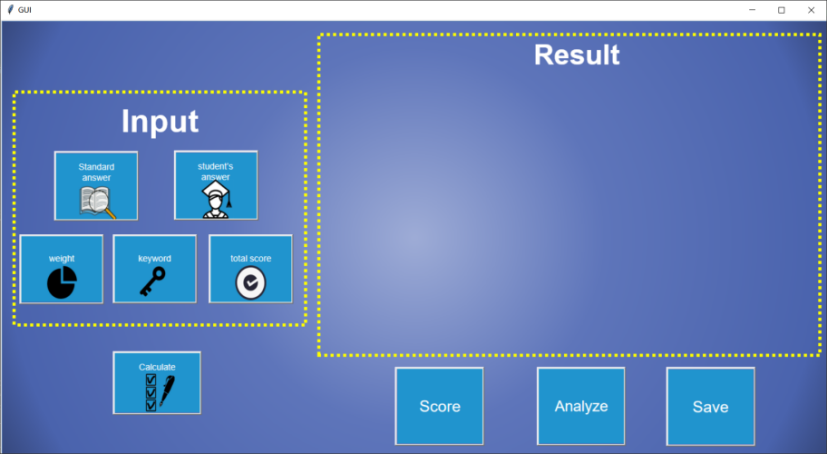 GUI
Result
Input
Standard
answer
student's
answer
weight
keyword
total score
Calculate
Score
Analyze
Save